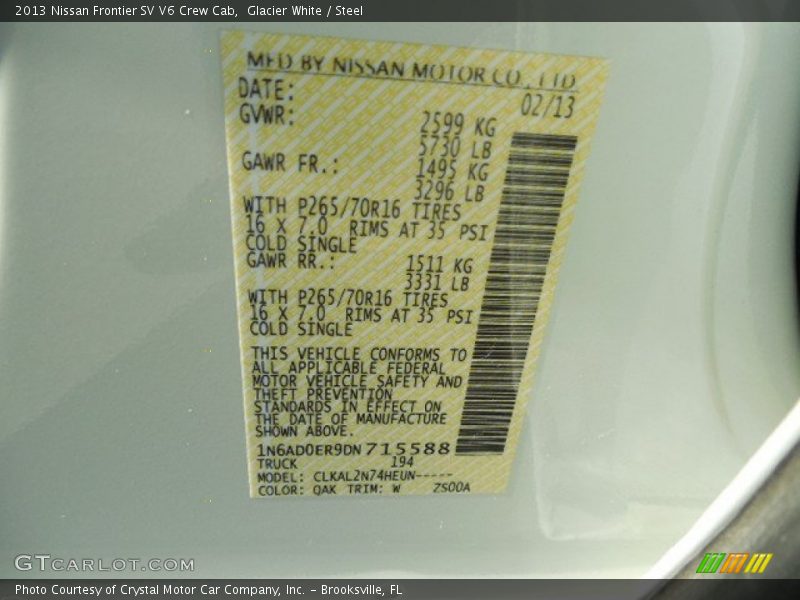 2013 Nissan Frontier SV V6 Crew Cab,  Glacier White / Steel
MFD BY NISSAN MOTOR CO., LTD
DATE: 02/13
GVWR: 2599 KG
5730 LB
GAWR FR.: 1495 KG
3296 LB
WITH P265/70R16 TIRES
16 X 7.0 RIMS AT 35 PSI
COLD SINGLE
GAWR RR.: 1511 KG
3331 LB
WITH P265/70R16 TIRES
16 X 7.0 RIMS AT 35 PSI
COLD SINGLE
THIS VEHICLE CONFORMS TO
ALL APPLICABLE FEDERAL
MOTOR VEHICLE SAFETY AND
THEFT PREVENTION
STANDARDS IN EFFECT ON
THE DATE OF MANUFACTURE
SHOWN ABOVE.
1N6AD0ER9DN715588
TRUCK 194
MODEL: CLKAL2N74HEUN-----
COLOR: QAK TRIM: W ZS00A
GTCARLOT.COM
Photo Courtesy of Crystal Motor Car Company, Inc. – Brooksville, FL